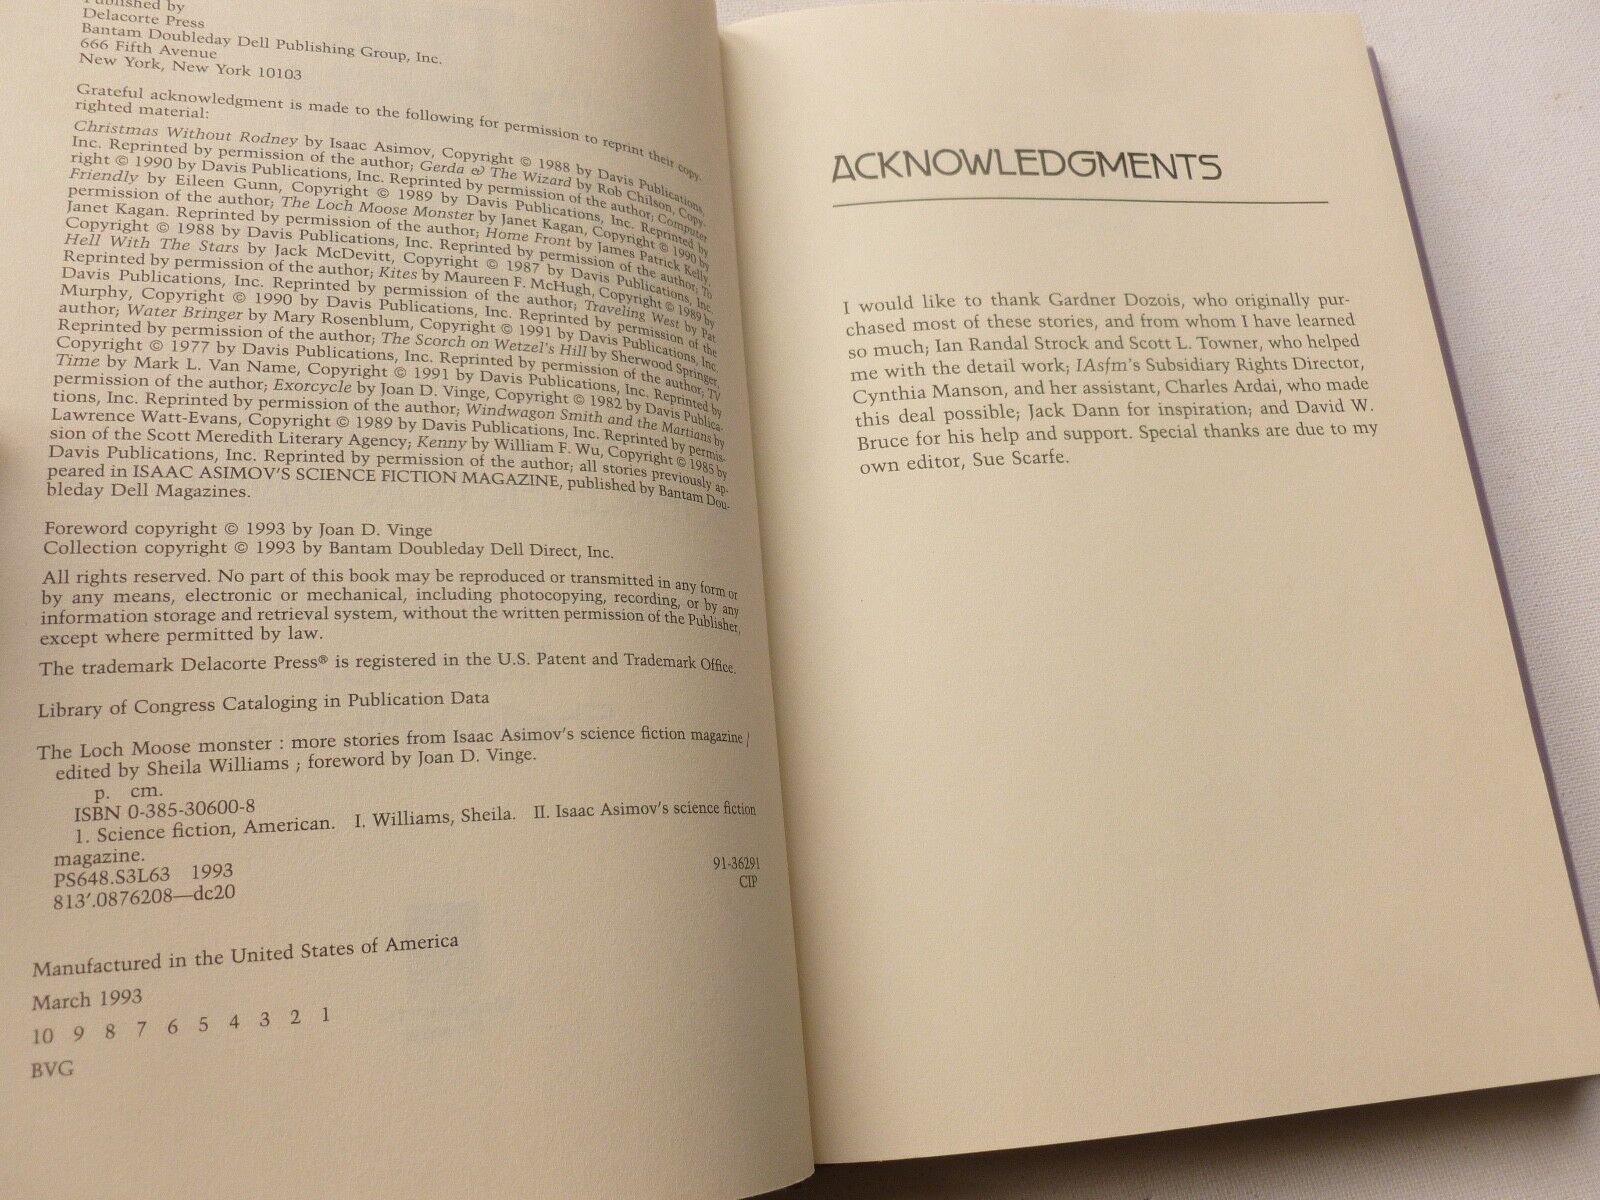 Published by
Delacorte Press
Bantam Doubleday Dell Publishing Group, Inc.
666 Fifth Avenue
New York, New York 10103
Grateful acknowledgment is made to the following for permission to reprint their copy-
righted material:
Christmas Without Rodney by Isaac Asimov, Copyright © 1988 by Davis Publications,
Inc. Reprinted by permission of the author; Gerda & The Wizard by Rob Chilson, Copy-
right © 1990 by Davis Publications, Inc. Reprinted by permission of the author; Computer
Friendly by Eileen Gunn, Copyright © 1989 by Davis Publications, Inc. Reprinted by
permission of the author; The Loch Moose Monster by Janet Kagan, Copyright © 1990 by
Janet Kagan. Reprinted by permission of the author; Home Front by James Patrick Kelly,
Copyright © 1988 by Davis Publications, Inc. Reprinted by permission of the author; To
Hell With The Stars by Jack McDevitt, Copyright © 1987 by Davis Publications, Inc.
Reprinted by permission of the author; Kites by Maureen F. McHugh, Copyright © 1989 by
Davis Publications, Inc. Reprinted by permission of the author; Traveling West by Pat
Murphy, Copyright © 1990 by Davis Publications, Inc. Reprinted by permission of the
author; Water Bringer by Mary Rosenblum, Copyright © 1991 by Davis Publications, Inc.
Reprinted by permission of the author; The Scorch on Wetzel's Hill by Sherwood Springer,
Copyright © 1977 by Davis Publications, Inc. Reprinted by permission of the author; TV
Time by Mark L. Van Name, Copyright © 1991 by Davis Publications, Inc. Reprinted by
permission of the author; Exorcycle by Joan D. Vinge, Copyright © 1982 by Davis Publica-
tions, Inc. Reprinted by permission of the author; Windwagon Smith and the Martians by
Lawrence Watt-Evans, Copyright © 1989 by Davis Publications, Inc. Reprinted by permis-
sion of the Scott Meredith Literary Agency; Kenny by William F. Wu, Copyright © 1985 by
Davis Publications, Inc. Reprinted by permission of the author; all stories previously ap-
peared in ISAAC ASIMOV'S SCIENCE FICTION MAGAZINE, published by Bantam Dou-
bleday Dell Magazines.
Foreword copyright © 1993 by Joan D. Vinge
Collection copyright © 1993 by Bantam Doubleday Dell Direct, Inc.
All rights reserved. No part of this book may be reproduced or transmitted in any form or
by any means, electronic or mechanical, including photocopying, recording, or by any
information storage and retrieval system, without the written permission of the Publisher,
except where permitted by law.
The trademark Delacorte Press® is registered in the U.S. Patent and Trademark Office.
Library of Congress Cataloging in Publication Data
The Loch Moose monster : more stories from Isaac Asimov's science fiction magazine /
edited by Sheila Williams ; foreword by Joan D. Vinge.
p. cm.
ISBN 0-385-30600-8
1. Science fiction, American. I. Williams, Sheila. II. Isaac Asimov's science fiction
magazine.
PS648.S3L63 1993
813′.0876208—dc20
91-36291
CIP
Manufactured in the United States of America
March 1993
10 9 8 7 6 5 4 3 2 1
BVG
ACKNOWLEDGMENTS
I would like to thank Gardner Dozois, who originally pur-
chased most of these stories, and from whom I have learned
so much; Ian Randal Strock and Scott L. Towner, who helped
me with the detail work; IAsfm's Subsidiary Rights Director,
Cynthia Manson, and her assistant, Charles Ardai, who made
this deal possible; Jack Dann for inspiration; and David W.
Bruce for his help and support. Special thanks are due to my
own editor, Sue Scarfe.